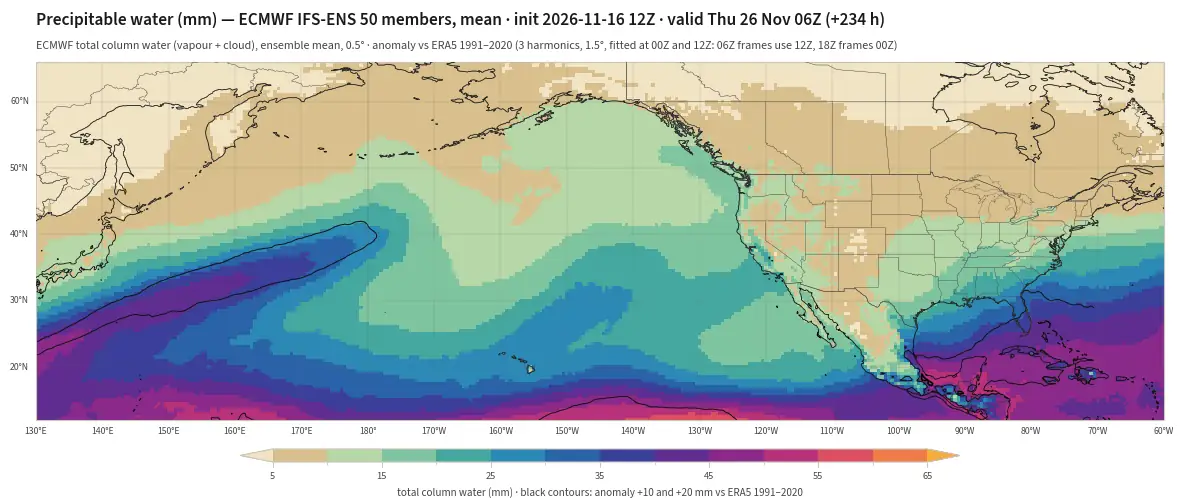 Precipitable water (mm) — ECMWF IFS-ENS 50 members, mean · init 2026-11-16 12Z · valid Thu 26 Nov 06Z (+234 h)
ECMWF total column water (vapour + cloud), ensemble mean, 0.5° · anomaly vs ERA5 1991–2020 (3 harmonics, 1.5°, fitted at 00Z and 12Z: 06Z frames use 12Z, 18Z frames 00Z)
60°N
50°N
40°N
30°N
20°N
130°E 140°E 150°E 160°E 170°E 180° 170°W 160°W 150°W 140°W 130°W 120°W 110°W 100°W 90°W 80°W 70°W 60°W
5 15 25 35 45 55 65
total column water (mm) · black contours: anomaly +10 and +20 mm vs ERA5 1991–2020